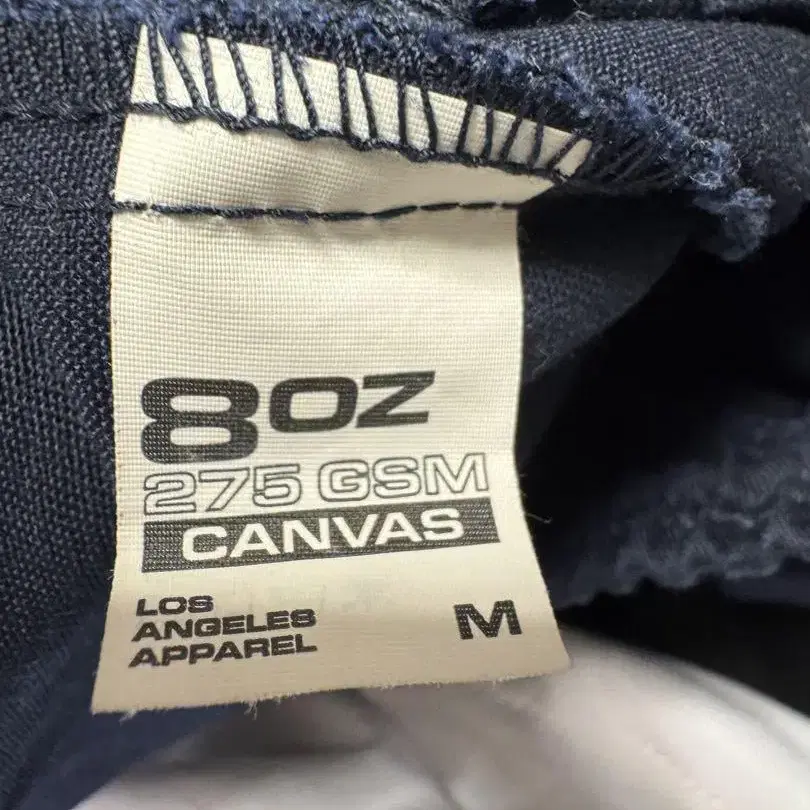 8OZ
275 GSM
CANVAS
LOS
ANGELES
APPAREL
M